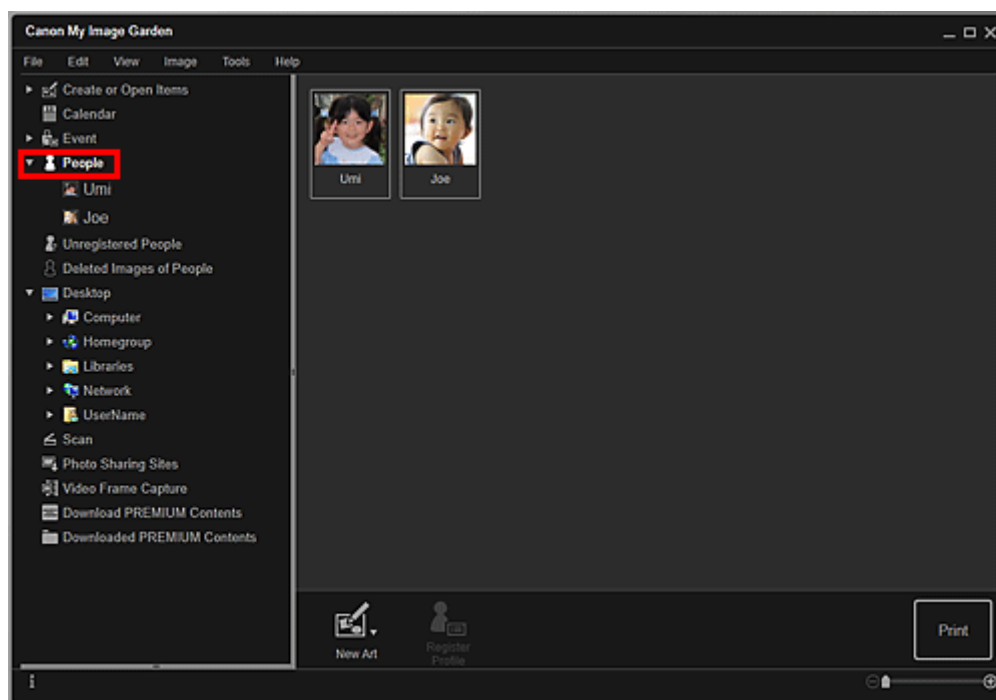 Canon My Image Garden
File Edit View Image Tools Help
Create or Open Items
Calendar
Event
People
Umi
Joe
Unregistered People
Deleted Images of People
Desktop
Computer
Homegroup
Libraries
Network
UserName
Scan
Photo Sharing Sites
Video Frame Capture
Download PREMIUM Contents
Downloaded PREMIUM Contents
Umi Joe
New Art
Register
Profile
Print